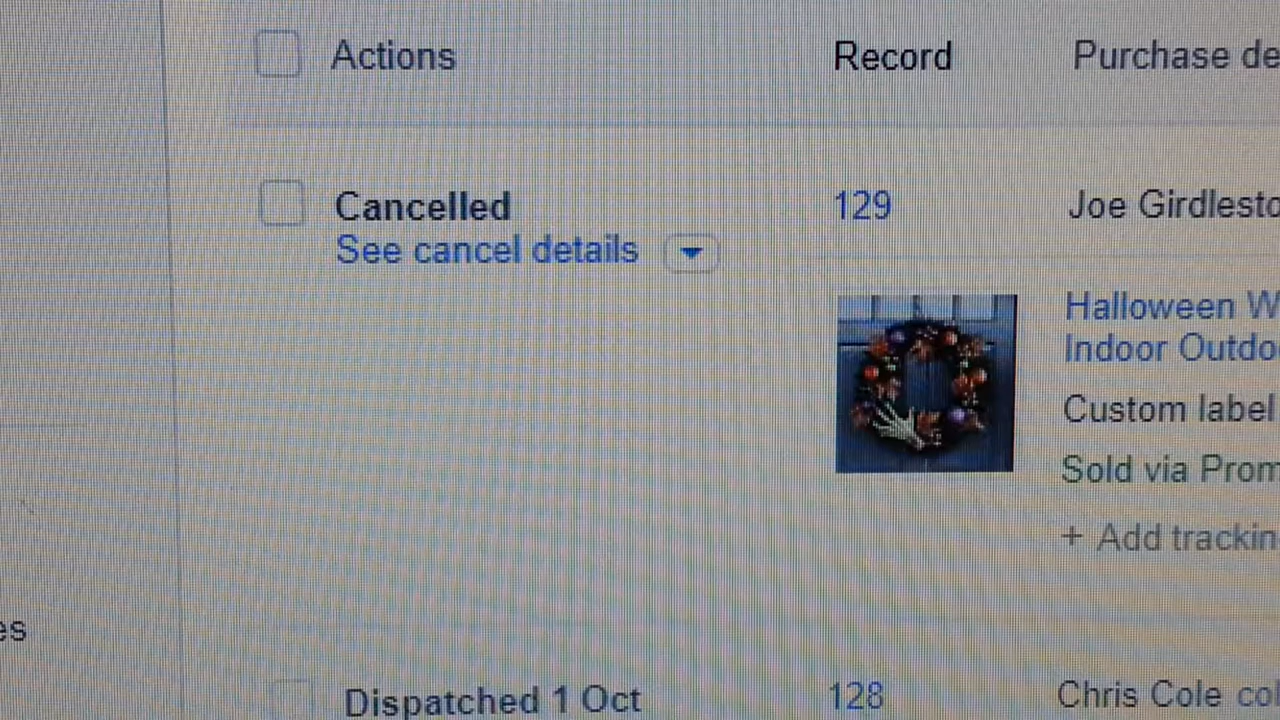 Actions Record Purchase de
Cancelled 129 Joe Girdlesto
See cancel details
Halloween W
Indoor Outdo
Custom label
Sold via Prom
+ Add trackin
es
Dispatched 1 Oct 128 Chris Cole col